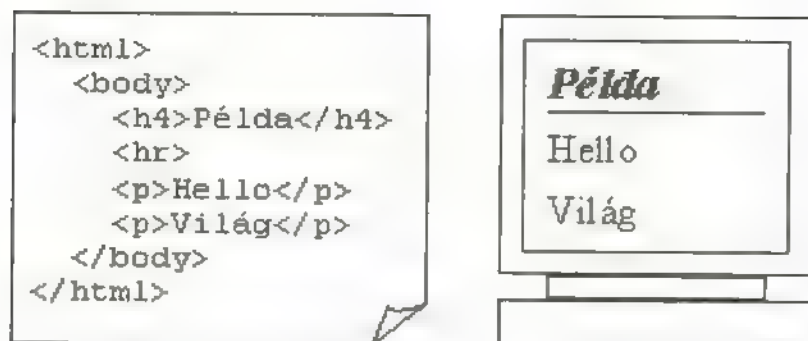 <html>
<body>
<h4>Példa</h4>
<hr>
<p>Hello</p>
<p>Világ</p>
</body>
</html>
Példa
Hello
Világ